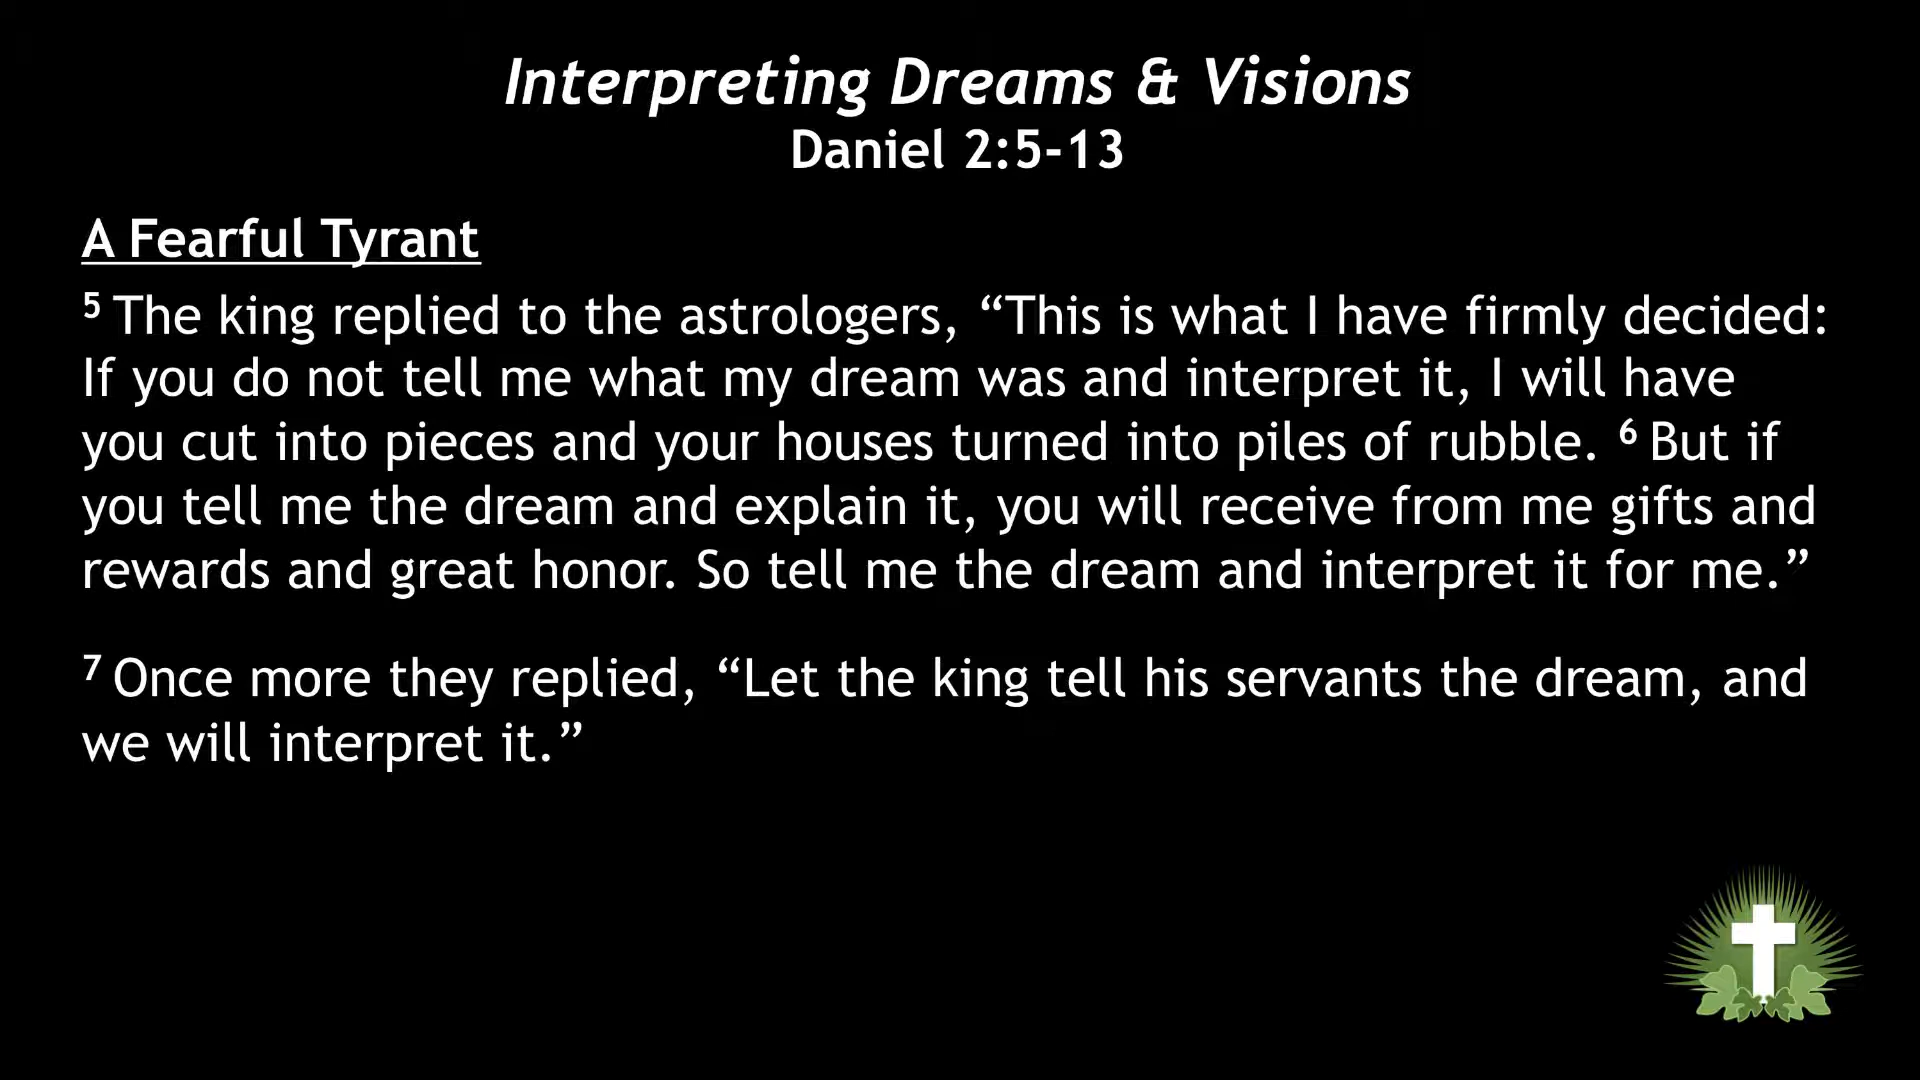 Interpreting Dreams & Visions
Daniel 2:5-13
A Fearful Tyrant
5 The king replied to the astrologers, “This is what I have firmly decided:
If you do not tell me what my dream was and interpret it, I will have
you cut into pieces and your houses turned into piles of rubble. 6 But if
you tell me the dream and explain it, you will receive from me gifts and
rewards and great honor. So tell me the dream and interpret it for me.”
7 Once more they replied, “Let the king tell his servants the dream, and
we will interpret it.”